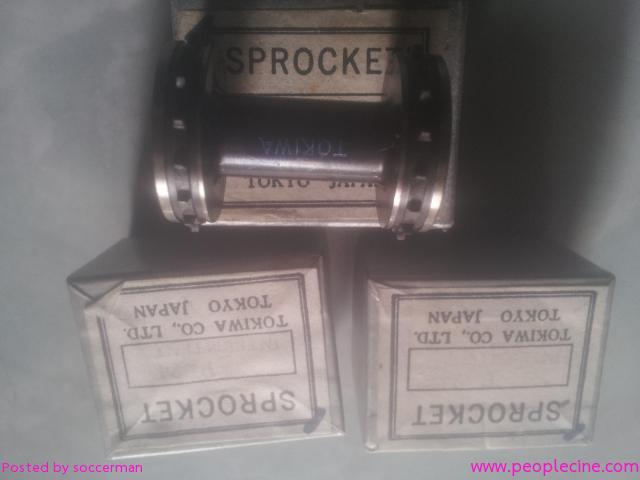 SPROCKET
TOKIWA
TOKYO
SPROCKET
TOKIWA CO., LTD.
TOKYO JAPAN
SPROCKET
TOKIWA CO., LTD.
TOKYO JAPAN
Posted by soccerman
www.peoplecine.com